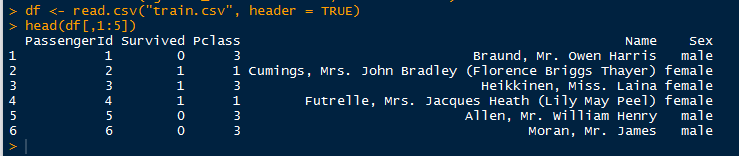 > df <- read.csv("train.csv", header = TRUE)
> head(df[,1:5])
PassengerId Survived Pclass Name Sex
1 1 0 3 Braund, Mr. Owen Harris male
2 2 1 1 Cumings, Mrs. John Bradley (Florence Briggs Thayer) female
3 3 1 3 Heikkinen, Miss. Laina female
4 4 1 1 Futrelle, Mrs. Jacques Heath (Lily May Peel) female
5 5 0 3 Allen, Mr. William Henry male
6 6 0 3 Moran, Mr. James male
>